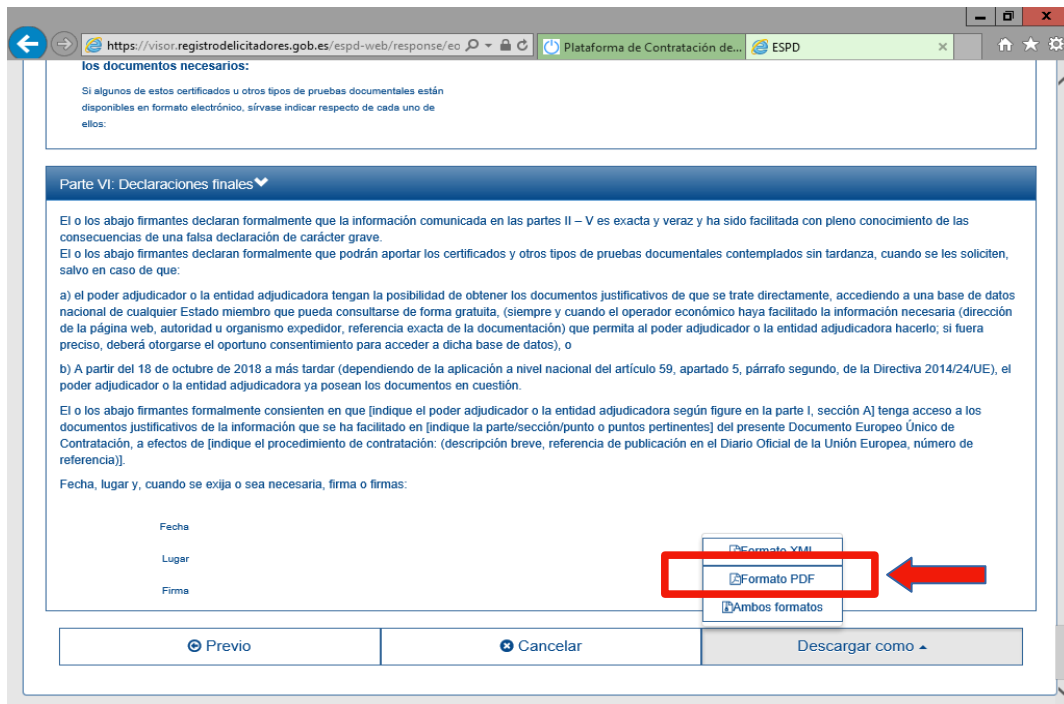 https://visor.registrodelicitadores.gob.es/espd-web/response/eo
Plataforma de Contratación de...
ESPD
los documentos necesarios:
Si algunos de estos certificados u otros tipos de pruebas documentales están
disponibles en formato electrónico, sírvase indicar respecto de cada uno de
ellos:
Parte VI: Declaraciones finales
El o los abajo firmantes declaran formalmente que la información comunicada en las partes II – V es exacta y veraz y ha sido facilitada con pleno conocimiento de las
consecuencias de una falsa declaración de carácter grave.
El o los abajo firmantes declaran formalmente que podrán aportar los certificados y otros tipos de pruebas documentales contemplados sin tardanza, cuando se les soliciten,
salvo en caso de que:
a) el poder adjudicador o la entidad adjudicadora tengan la posibilidad de obtener los documentos justificativos de que se trate directamente, accediendo a una base de datos
nacional de cualquier Estado miembro que pueda consultarse de forma gratuita, (siempre y cuando el operador económico haya facilitado la información necesaria (dirección
de la página web, autoridad u organismo expedidor, referencia exacta de la documentación) que permita al poder adjudicador o la entidad adjudicadora hacerlo; si fuera
preciso, deberá otorgarse el oportuno consentimiento para acceder a dicha base de datos), o
b) A partir del 18 de octubre de 2018 a más tardar (dependiendo de la aplicación a nivel nacional del artículo 59, apartado 5, párrafo segundo, de la Directiva 2014/24/UE), el
poder adjudicador o la entidad adjudicadora ya posean los documentos en cuestión.
El o los abajo firmantes formalmente consienten en que [indique el poder adjudicador o la entidad adjudicadora según figure en la parte I, sección A] tenga acceso a los
documentos justificativos de la información que se ha facilitado en [indique la parte/sección/punto o puntos pertinentes] del presente Documento Europeo Único de
Contratación, a efectos de [indique el procedimiento de contratación: (descripción breve, referencia de publicación en el Diario Oficial de la Unión Europea, número de
referencia)].
Fecha, lugar y, cuando se exija o sea necesaria, firma o firmas:
Fecha
Lugar
Firma
Formato XML
Formato PDF
Ambos formatos
Previo
Cancelar
Descargar como